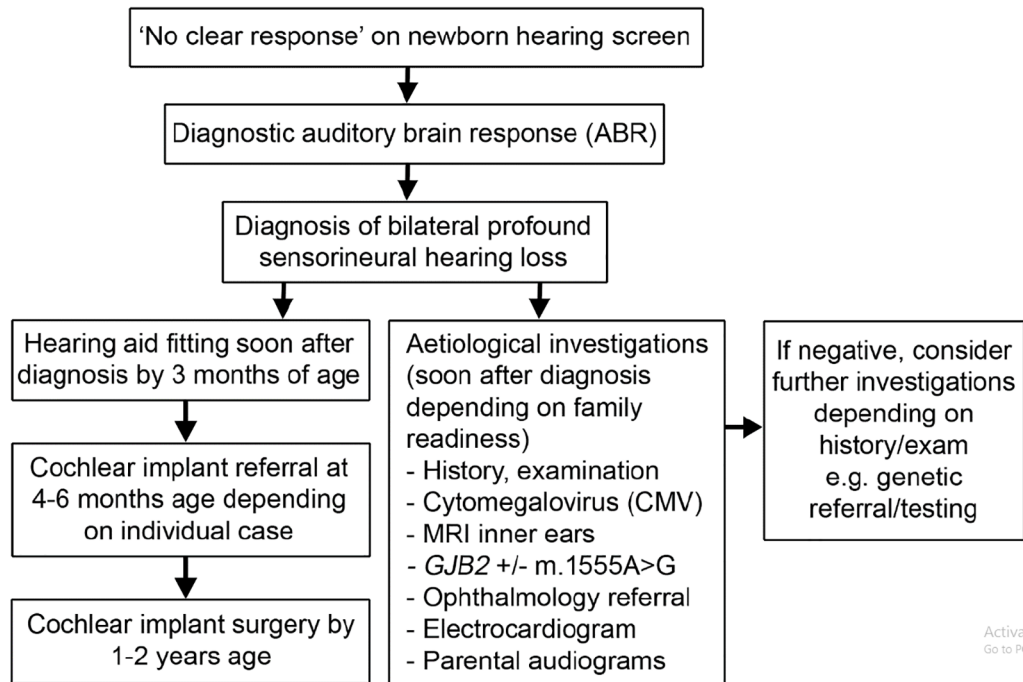 ‘No clear response’ on newborn hearing screen
Diagnostic auditory brain response (ABR)
Diagnosis of bilateral profound
sensorineural hearing loss
Hearing aid fitting soon after
diagnosis by 3 months of age
Cochlear implant referral at
4-6 months age depending
on individual case
Cochlear implant surgery by
1-2 years age
Aetiological investigations
(soon after diagnosis
depending on family
readiness)
- History, examination
- Cytomegalovirus (CMV)
- MRI inner ears
- GJB2 +/- m.1555A>G
- Ophthalmology referral
- Electrocardiogram
- Parental audiograms
If negative, consider
further investigations
depending on
history/exam
e.g. genetic
referral/testing
Activa
Go to P